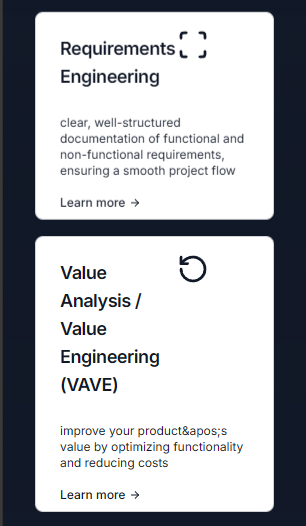 Requirements
Engineering
clear, well-structured
documentation of functional and
non-functional requirements,
ensuring a smooth project flow
Learn more →
Value
Analysis /
Value
Engineering
(VAVE)
improve your product&apos;s
value by optimizing functionality
and reducing costs
Learn more →